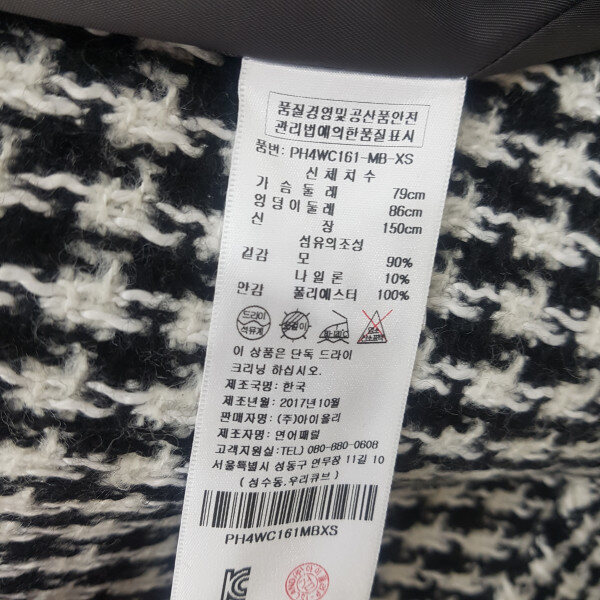 품질경영및공산품안전
관리법에의한품질표시
품번: PH4WC161-MB-XS
신체치수
가슴둘레 79cm
엉덩이둘레 86cm
신장 150cm
섬유의조성
겉감 모 90%
나일론 10%
안감 폴리에스터 100%
드라이
석유계
이 상품은 단독 드라이
크리닝 하십시오.
제조국명: 한국
제조년월: 2017년10월
판매자명: (주)아이올리
제조자명: 연어패럴
고객지원실: TEL) 080-880-0608
서울특별시 성동구 연무장 11길 10
(성수동,우리큐브)
PH4WC161MBXS